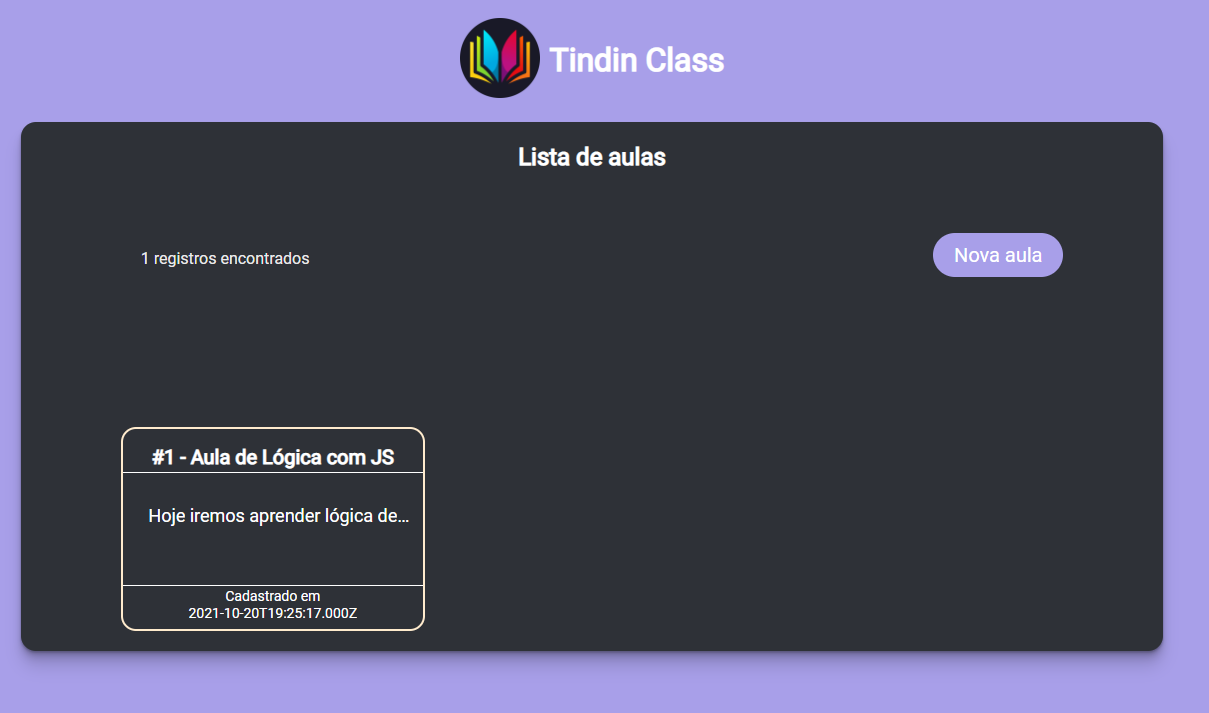 Tindin Class
Lista de aulas
1 registros encontrados
Nova aula
#1 - Aula de Lógica com JS
Hoje iremos aprender lógica de...
Cadastrado em
2021-10-20T19:25:17.000Z